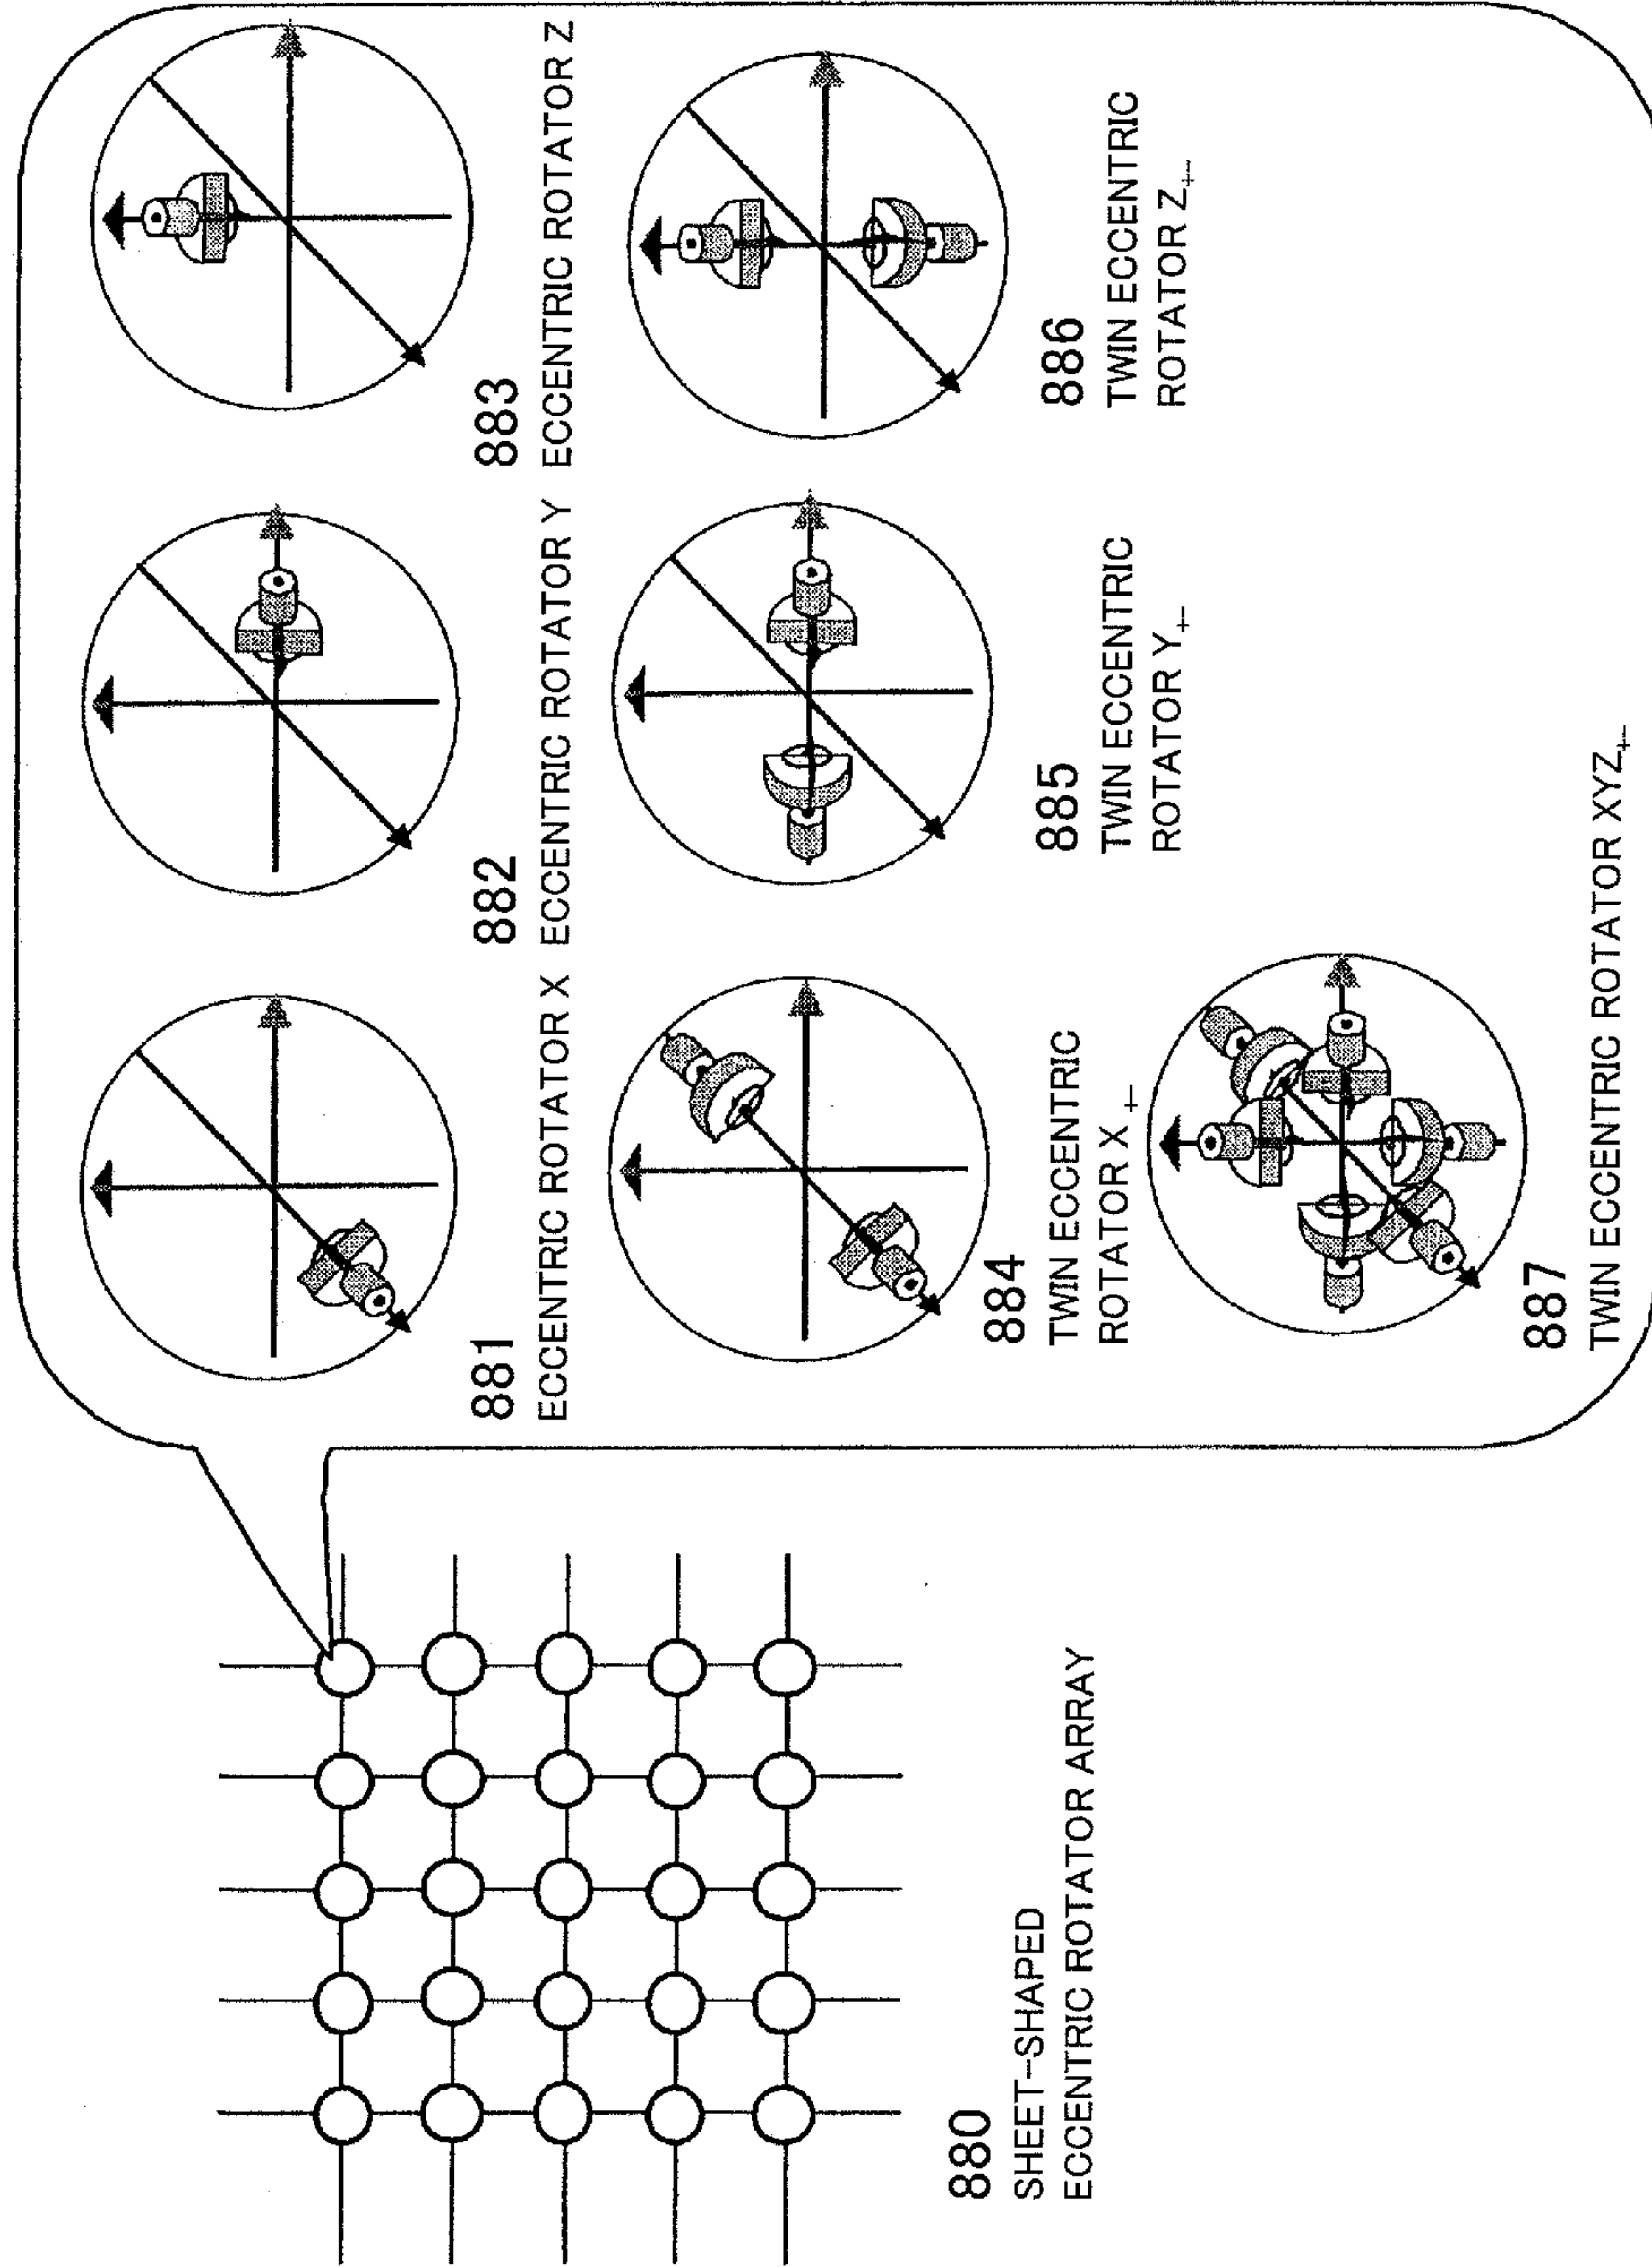 880
SHEET-SHAPED
ECCENTRIC ROTATOR ARRAY
881
ECCENTRIC ROTATOR X
882
ECCENTRIC ROTATOR Y
883
ECCENTRIC ROTATOR Z
884
TWIN ECCENTRIC
ROTATOR X+-
885
TWIN ECCENTRIC
ROTATOR Y+-
886
TWIN ECCENTRIC
ROTATOR Z+-
887
TWIN ECCENTRIC ROTATOR XYZ+-